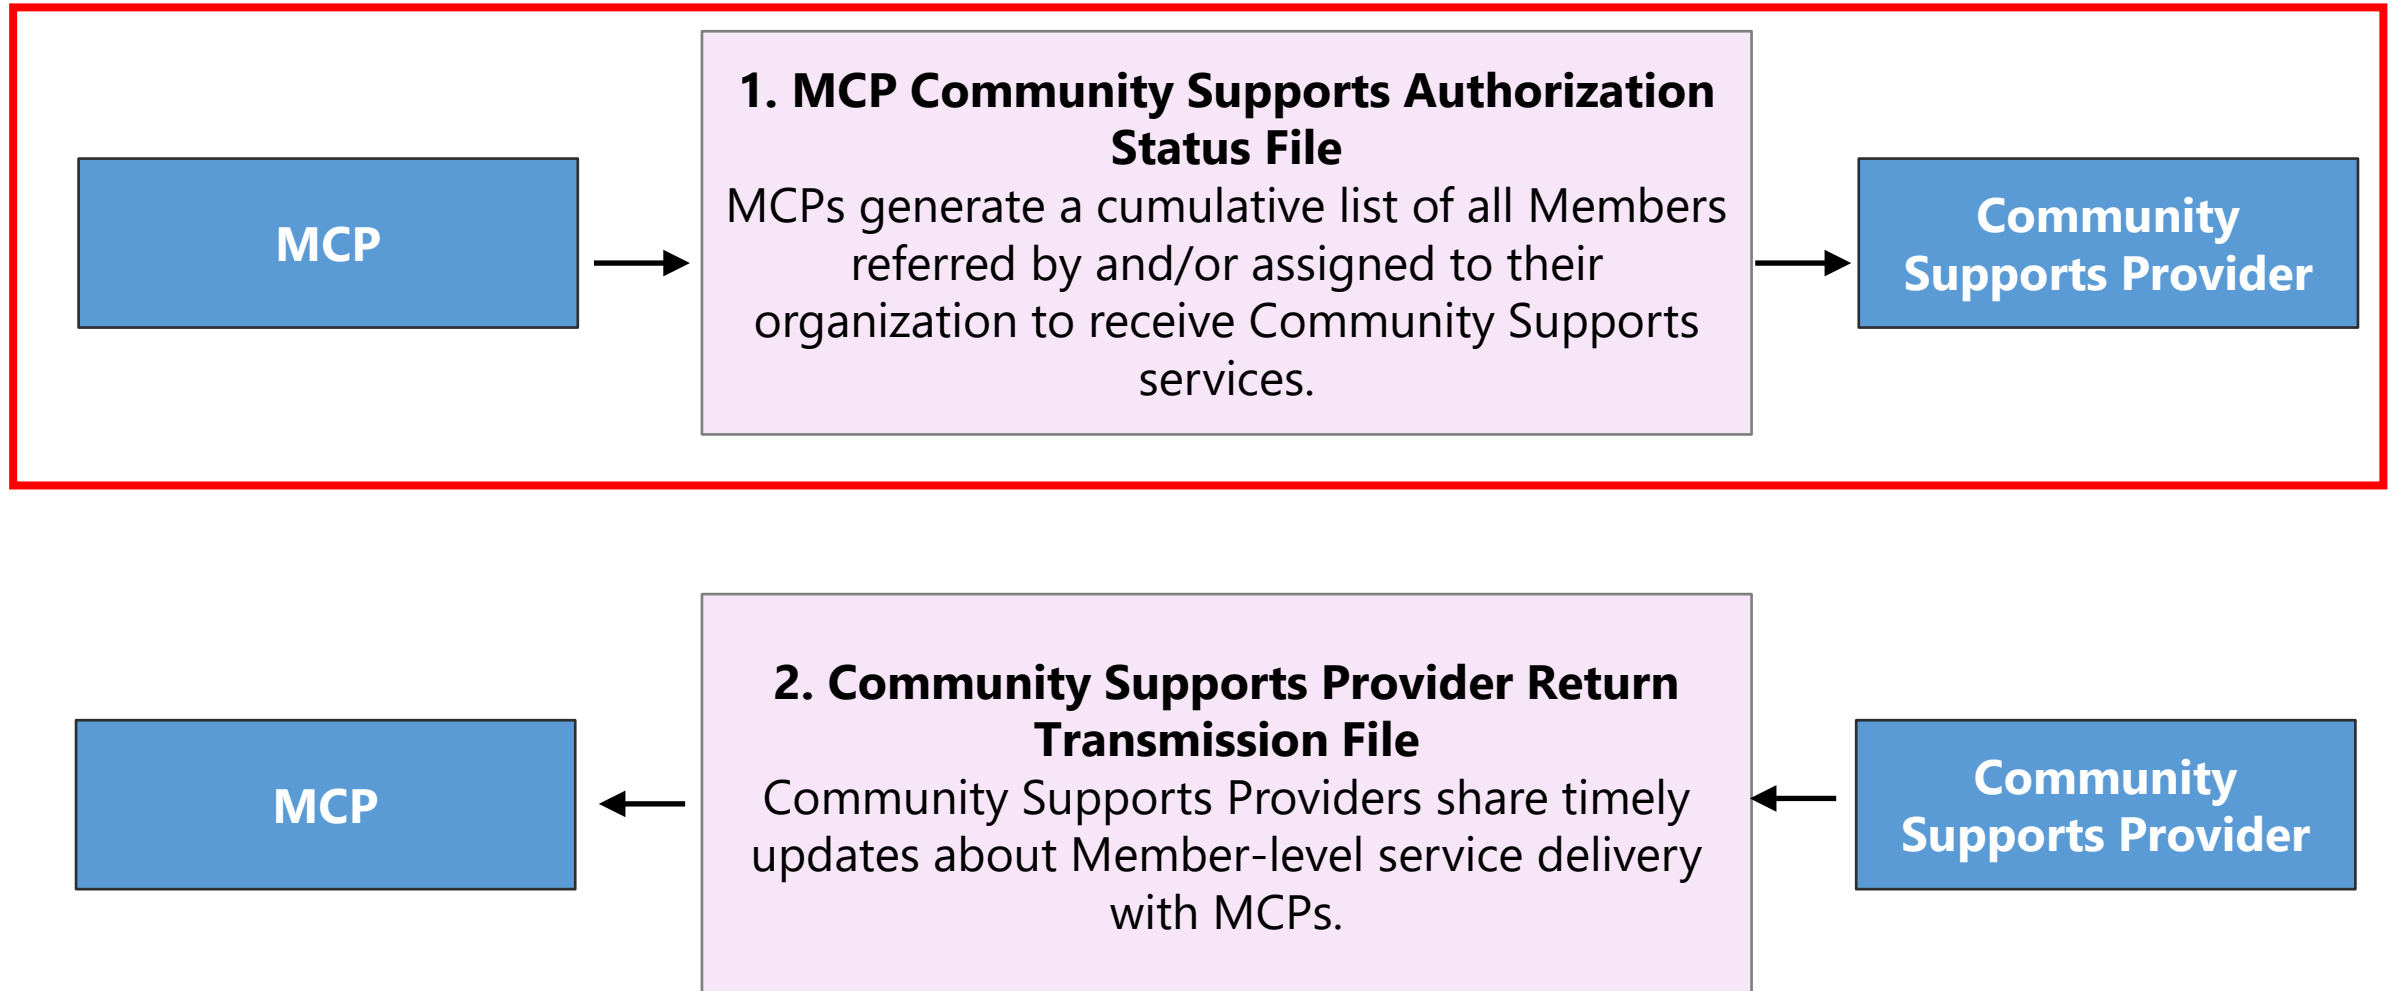 MCP
1. MCP Community Supports Authorization
Status File
MCPs generate a cumulative list of all Members
referred by and/or assigned to their
organization to receive Community Supports
services.
Community
Supports Provider
MCP
2. Community Supports Provider Return
Transmission File
Community Supports Providers share timely
updates about Member-level service delivery
with MCPs.
Community
Supports Provider